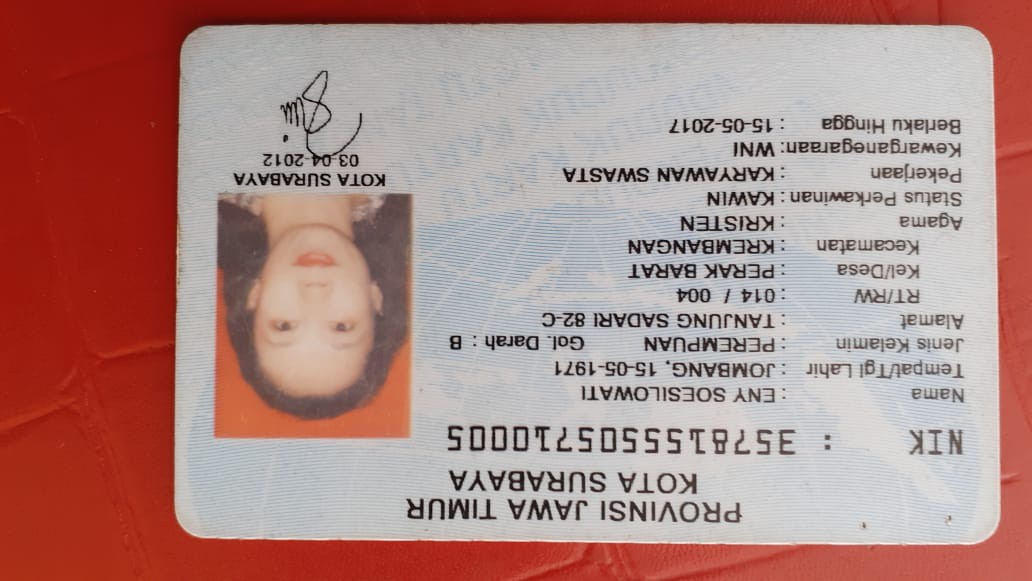 PROVINSI JAWA TIMUR
KOTA SURABAYA
NIK : 3578155505710005
Nama : ENY SOESILOWATI
Tempat/Tgl Lahir : JOMBANG, 15-05-1971
Jenis Kelamin : PEREMPUAN Gol. Darah : B
Alamat : TANJUNG SADARI 82-C
RT/RW : 014 / 004
Kel/Desa : PERAK BARAT
Kecamatan : KREMBANGAN
Agama : KRISTEN
Status Perkawinan : KAWIN
Pekerjaan : KARYAWAN SWASTA
Kewarganegaraan: WNI
Berlaku Hingga : 15-05-2017
KOTA SURABAYA
03-04-2012